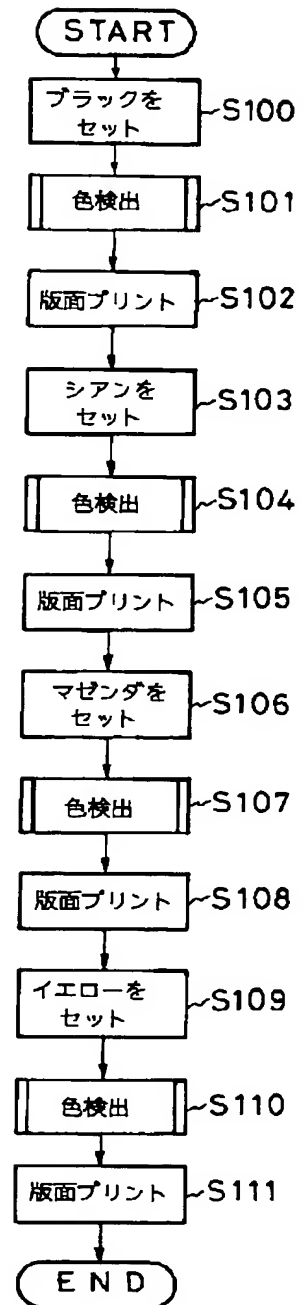 START
ブラックを
セット
S100
色検出
S101
版面プリント
S102
シアンを
セット
S103
色検出
S104
版面プリント
S105
マゼンダを
セット
S106
色検出
S107
版面プリント
S108
イエローを
セット
S109
色検出
S110
版面プリント
S111
END